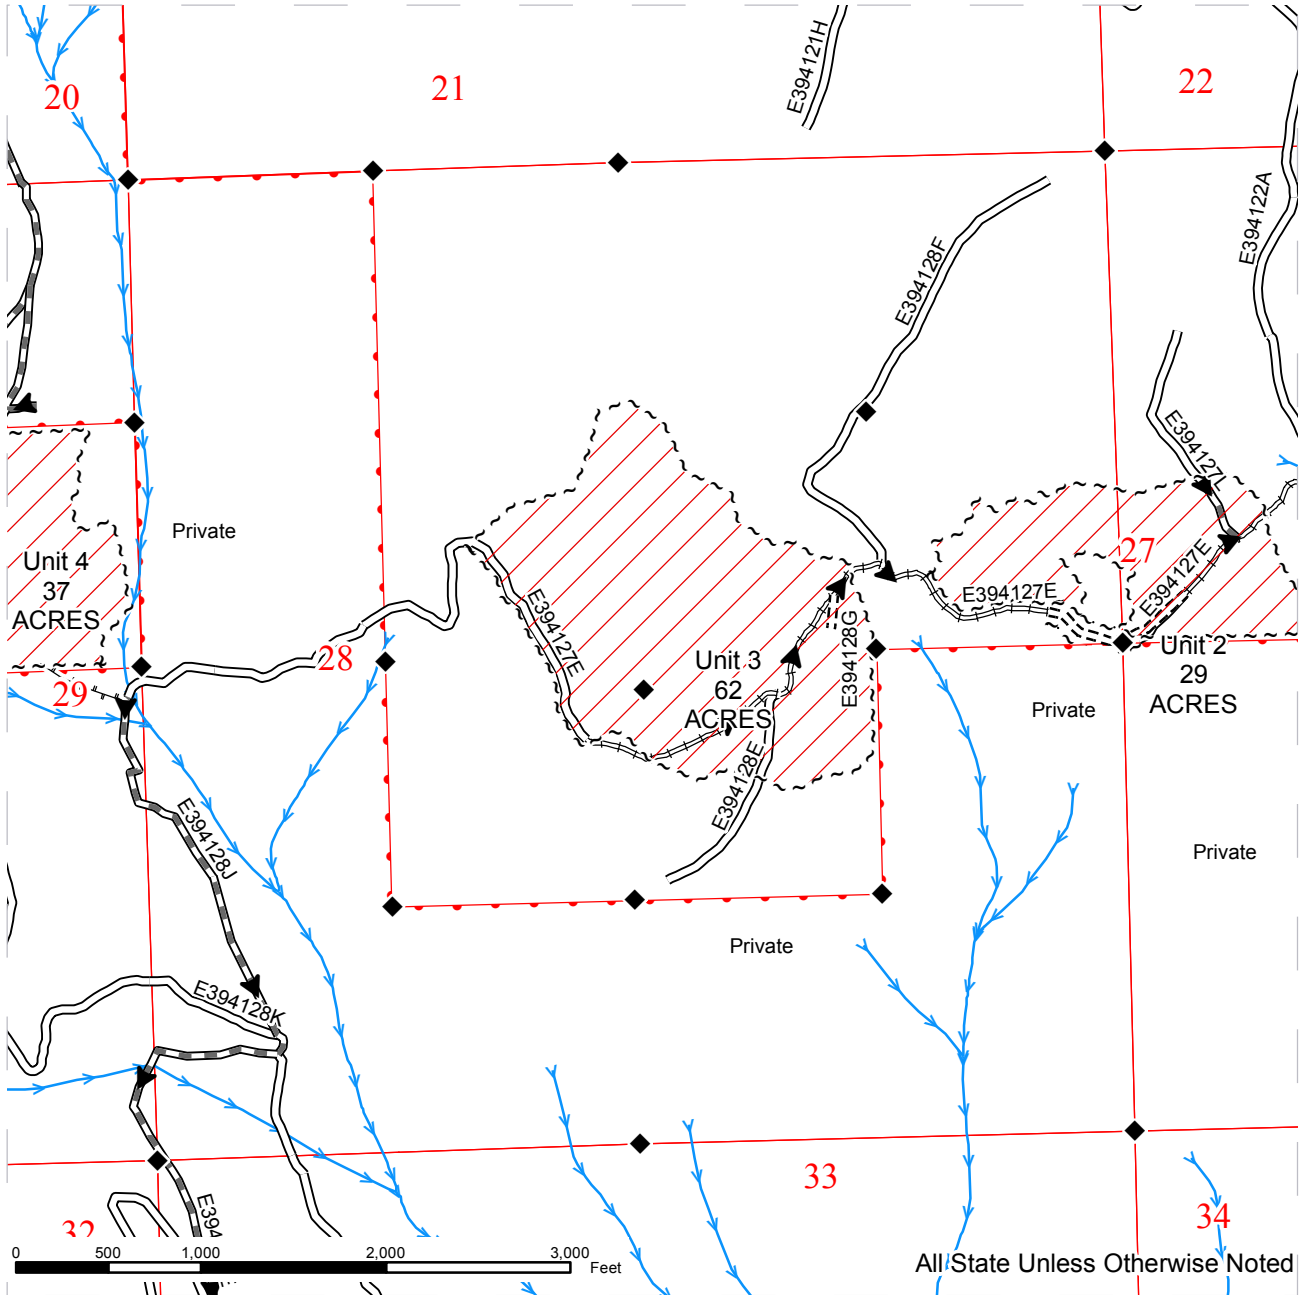 E394121H
20
21
22
E394122A
E394128F
E394127L
Private
27
Unit 4
37
ACRES
E394127E
E394127E
E394127E
E394128G
28
Unit 3
62
ACRES
Unit 2
29
ACRES
29
Private
E394128E
E394128J
Private
Private
E394128K
33
32
E394
34
0 500 1,000 2,000 3,000
Feet
All State Unless Otherwise Noted